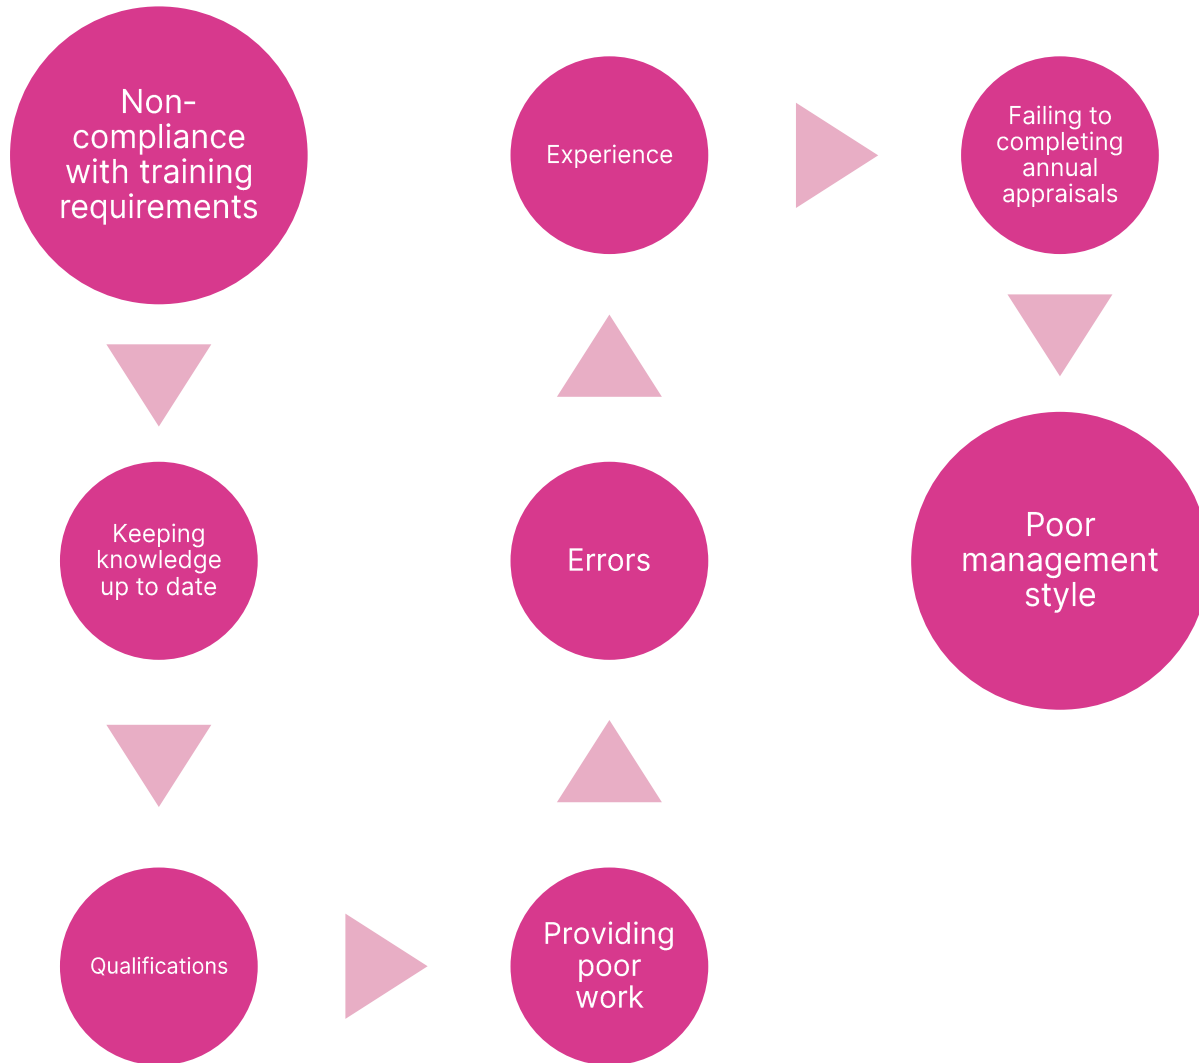 Non-
compliance
with training
requirements
Keeping
knowledge
up to date
Qualifications
Providing
poor
work
Errors
Experience
Failing to
completing
annual
appraisals
Poor
management
style